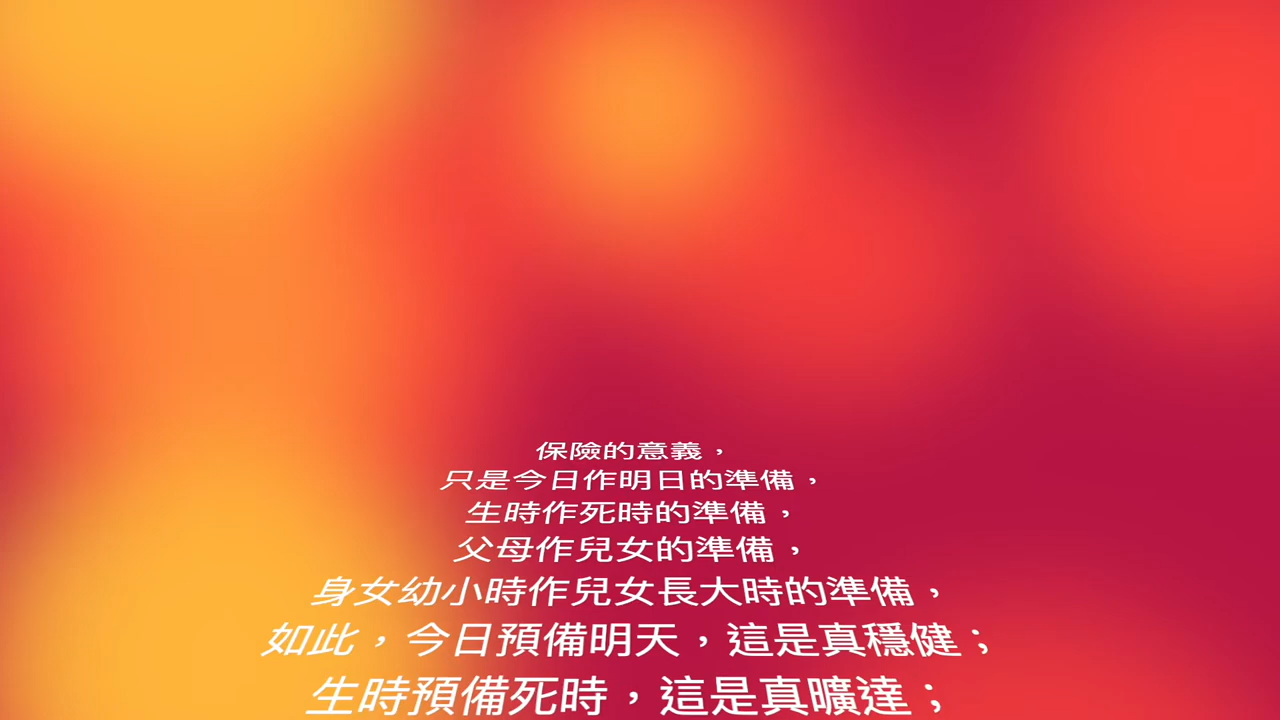 保險的意義，
只是今日作明日的準備，
生時作死時的準備，
父母作兒女的準備，
身女幼小時作兒女長大時的準備，
如此，今日預備明天，這是真穩健；
生時預備死時，這是真曠達；